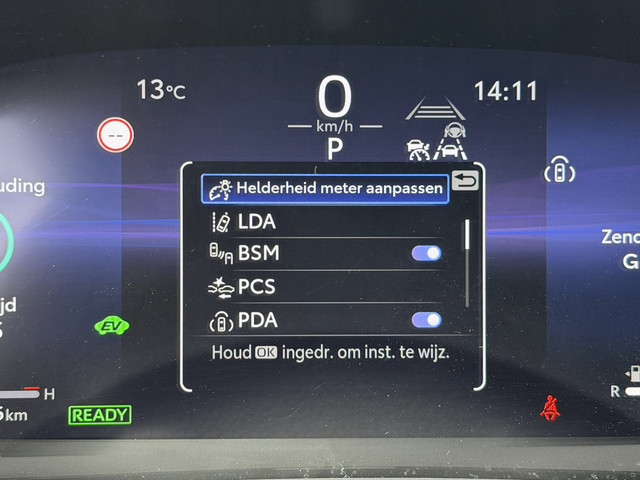 13°C
0
14:11
km/h
--
P
uding
Helderheid meter aanpassen
LDA
BSM
Zenc
G
PCS
jd
EV
PDA
Houd OK ingedr. om inst. te wijz.
H
R
km
READY